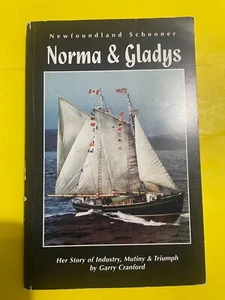 Newfoundland Schooner
Norma & Gladys
Her Story of Industry, Mutiny & Triumph
by Garry Cranford